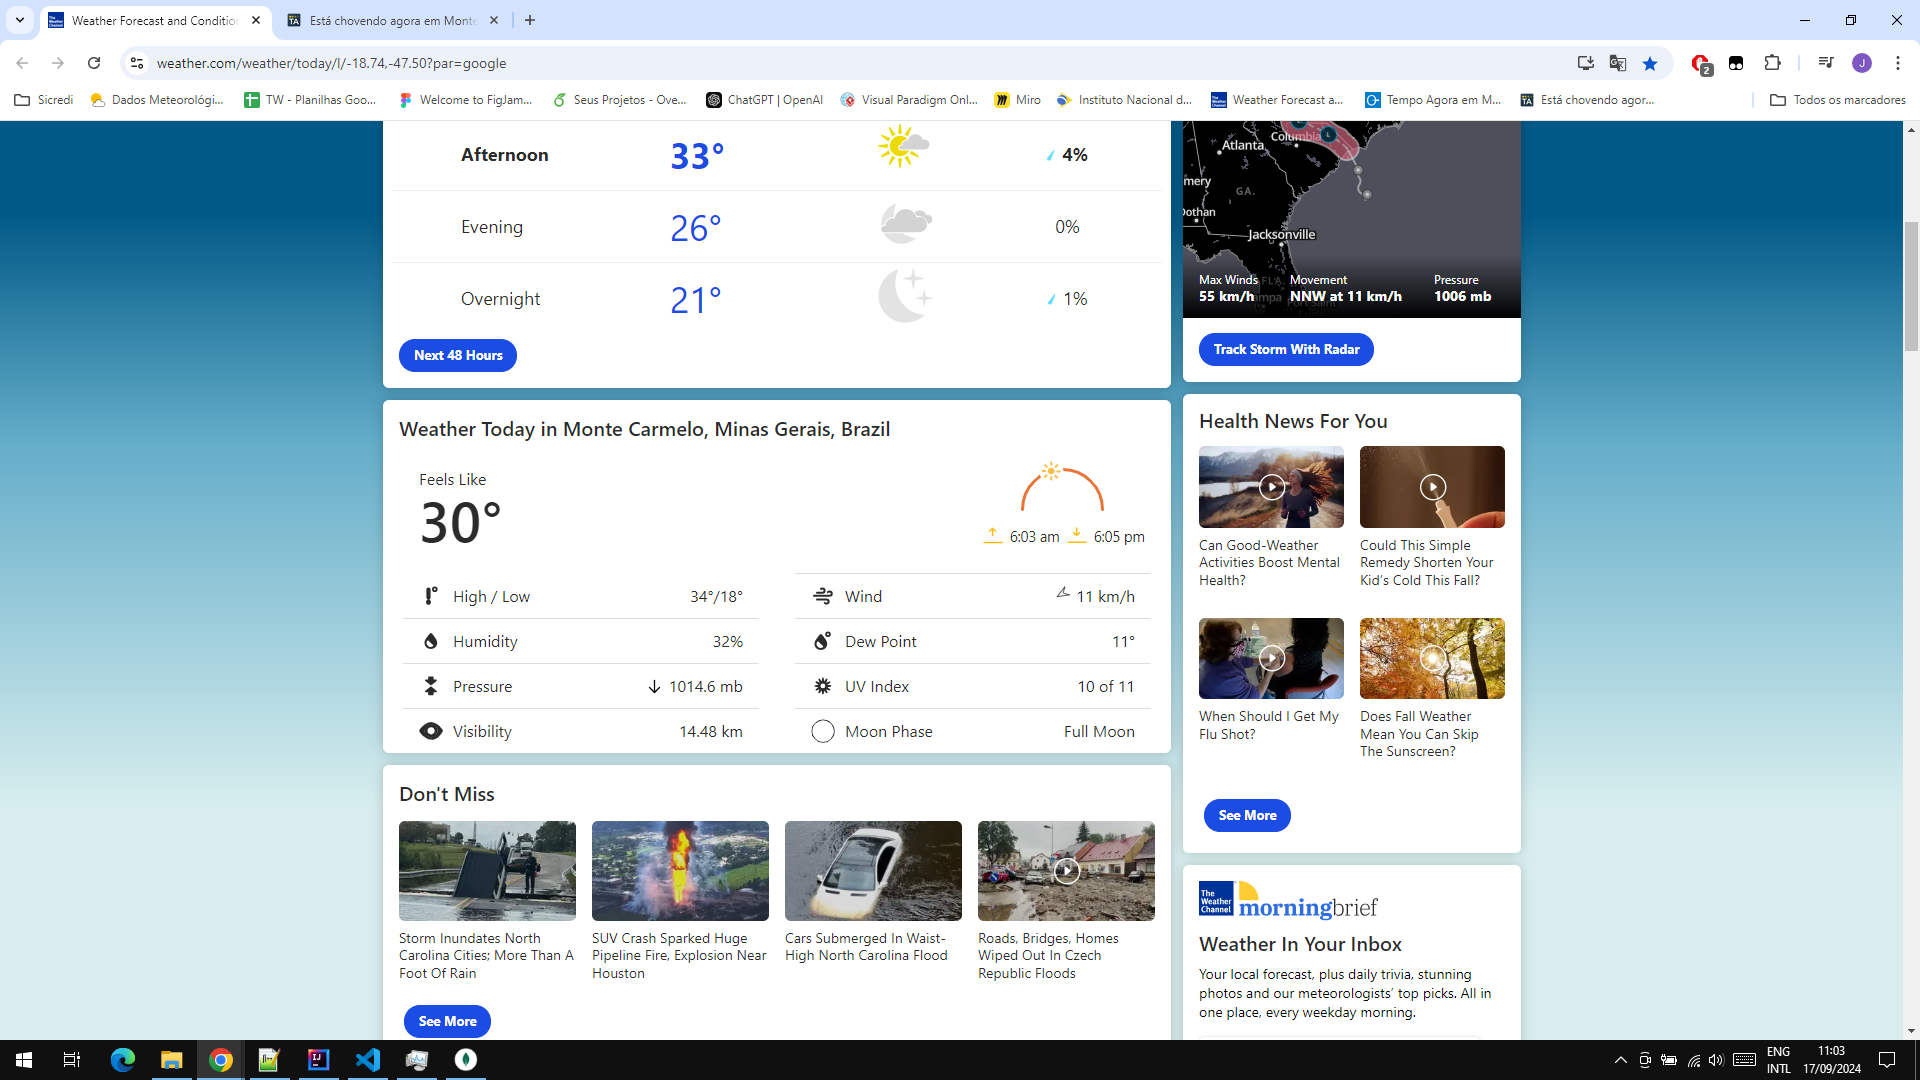 Weather Forecast and Conditio
Está chovendo agora em Monte
weather.com/weather/today/l/-18.74,-47.50?par=google
2
J
Sicredi
Dados Meteorológi...
TW - Planilhas Goo...
Welcome to FigJam...
Seus Projetos - Ove...
ChatGPT | OpenAI
Visual Paradigm Onl...
Miro
Instituto Nacional d...
Weather Forecast a...
Tempo Agora em M...
Está chovendo agor...
Todos os marcadores
Afternoon
33°
4%
Evening
26°
0%
Overnight
21°
1%
Next 48 Hours
Columbia
Atlanta
mery
GA.
Dothan
Jacksonville
FLA.
Max Winds
55 km/h
Movement
NNW at 11 km/h
Pressure
1006 mb
Track Storm With Radar
Weather Today in Monte Carmelo, Minas Gerais, Brazil
Feels Like
30°
6:03 am
6:05 pm
High / Low
34°/18°
Wind
11 km/h
Humidity
32%
Dew Point
11°
Pressure
1014.6 mb
UV Index
10 of 11
Visibility
14.48 km
Moon Phase
Full Moon
Health News For You
Can Good-Weather
Activities Boost Mental
Health?
Could This Simple
Remedy Shorten Your
Kid's Cold This Fall?
When Should I Get My
Flu Shot?
Does Fall Weather
Mean You Can Skip
The Sunscreen?
See More
Don't Miss
Storm Inundates North
Carolina Cities; More Than A
Foot Of Rain
SUV Crash Sparked Huge
Pipeline Fire, Explosion Near
Houston
Cars Submerged In Waist-
High North Carolina Flood
Roads, Bridges, Homes
Wiped Out In Czech
Republic Floods
See More
The
Weather
Channel
morningbrief
Weather In Your Inbox
Your local forecast, plus daily trivia, stunning
photos and our meteorologists' top picks. All in
one place, every weekday morning.
ENG
INTL
11:03
17/09/2024